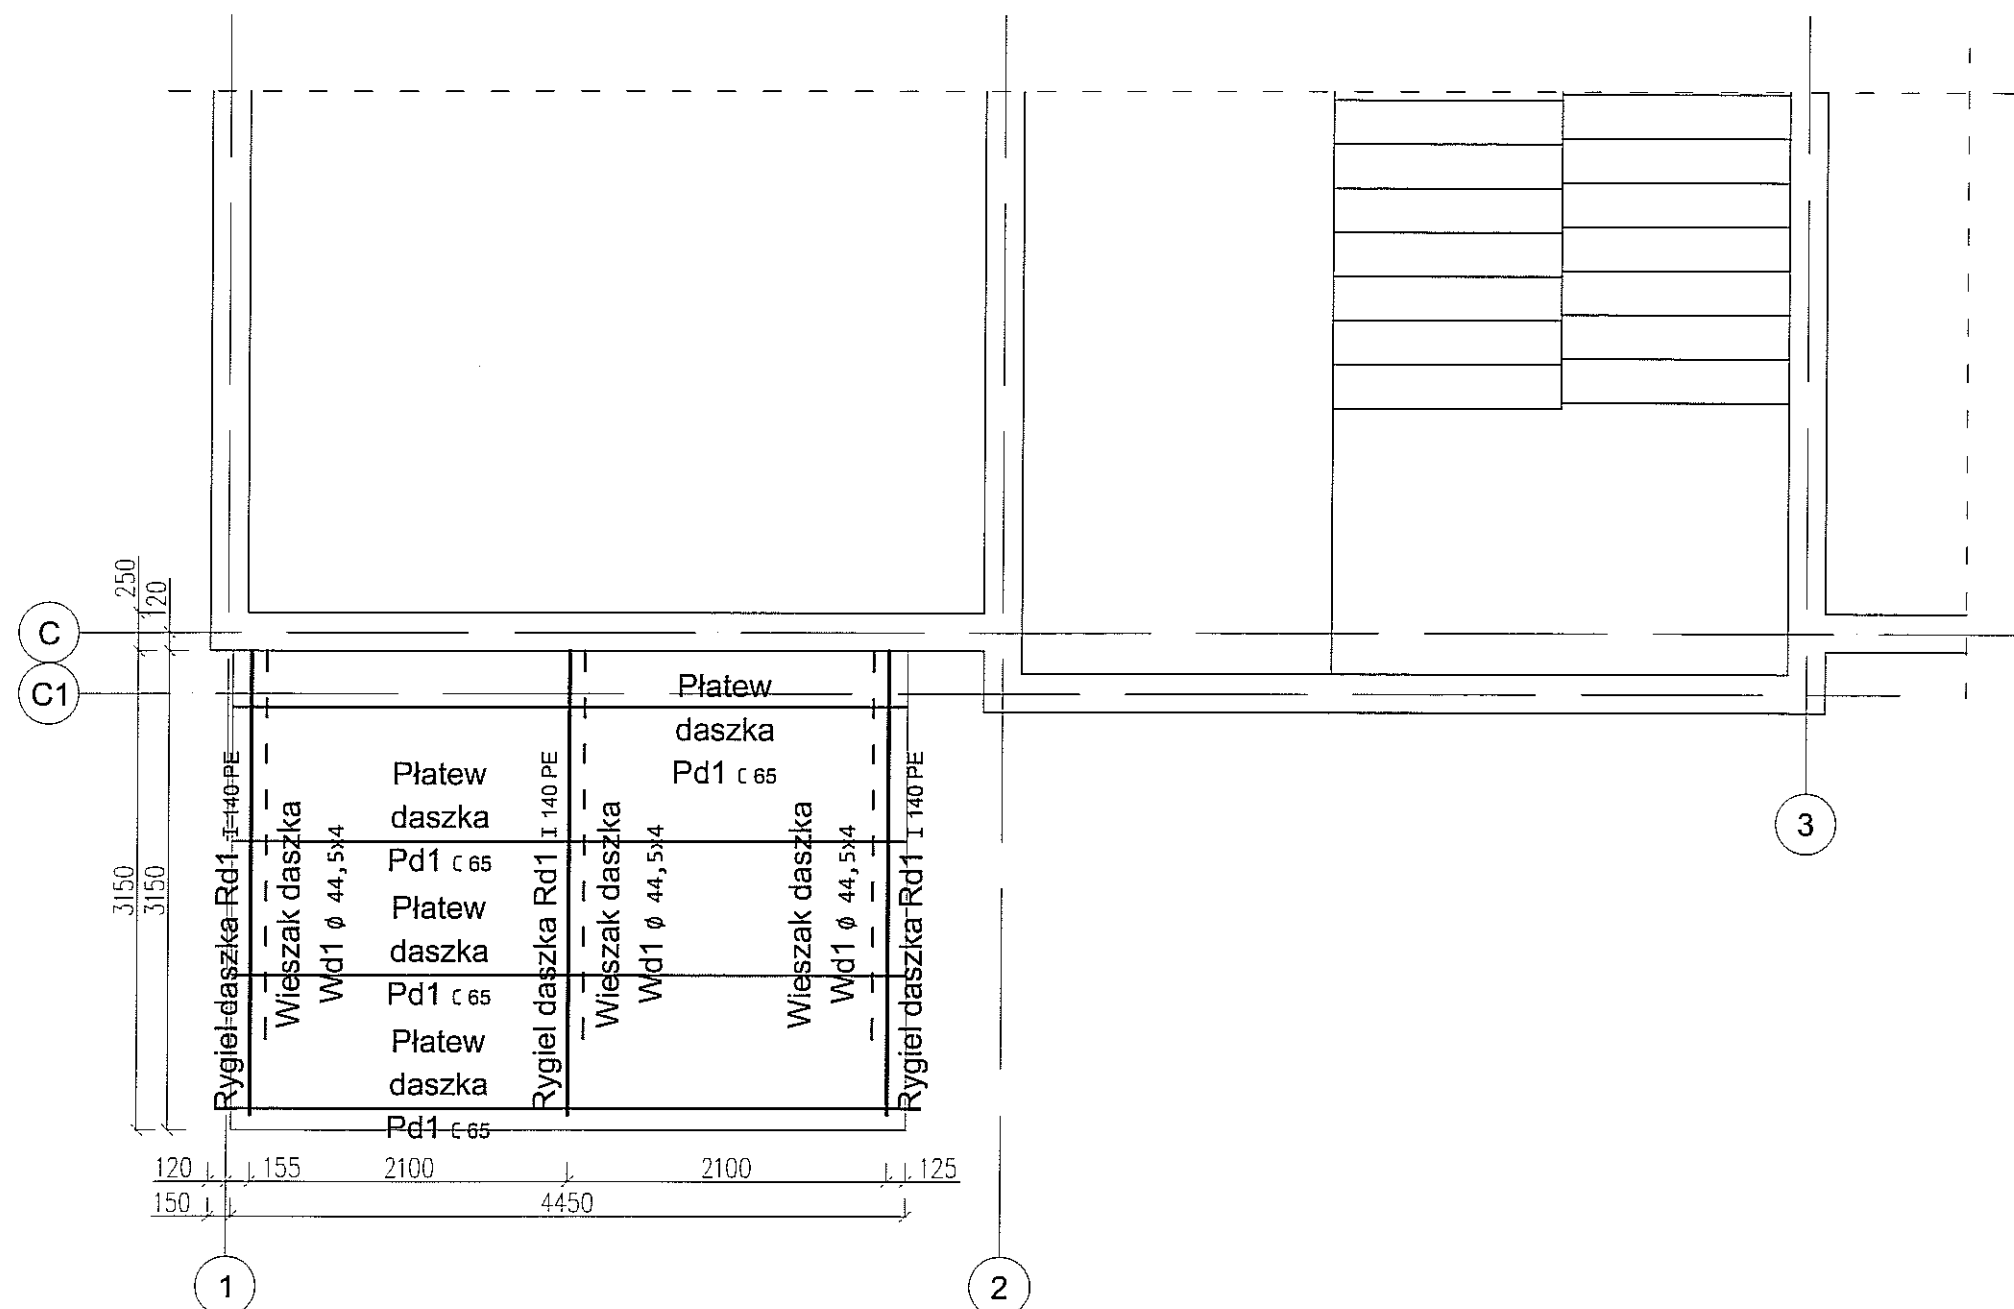 250
120
C
C1
3150
3150
Płatew
daszka
Pd1 C 65
Płatew
daszka
Pd1 C 65
Płatew
daszka
Pd1 C 65
Płatew
daszka
Pd1 C 65
Rygiel daszka Rd1 I 140 PE
Wieszak daszka
Wd1 ø 44,5x4
Rygiel daszka Rd1 I 140 PE
Wieszak daszka
Wd1 ø 44,5x4
Wieszak daszka
Wd1 ø 44,5x4
Rygiel daszka Rd1 I 140 PE
3
120 155 2100 2100 125
150 4450
1
2